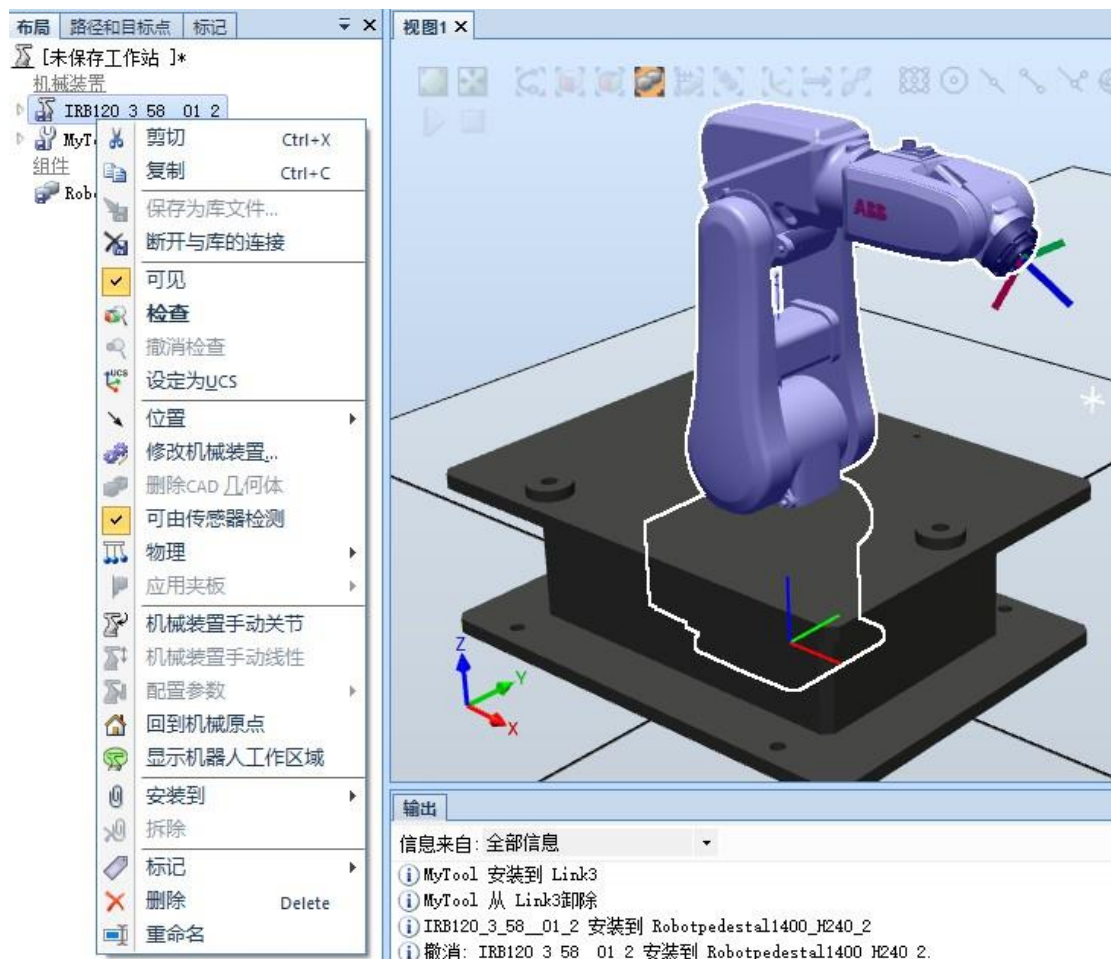 布局 路径和目标点 标记
[未保存工作站 ]*
机械装置
IRB120_3_58__01_2
MyT
组件
Rob
剪切 Ctrl+X
复制 Ctrl+C
保存为库文件...
断开与库的连接
可见
检查
撤消检查
UCS 设定为UCS
位置
修改机械装置...
删除CAD 几何体
可由传感器检测
物理
应用夹板
机械装置手动关节
机械装置手动线性
配置参数
回到机械原点
显示机器人工作区域
安装到
拆除
标记
删除 Delete
重命名
视图1
ABB
Z
Y
X
输出
信息来自: 全部信息
MyTool 安装到 Link3
MyTool 从 Link3卸除
IRB120_3_58__01_2 安装到 Robotpedestal1400_H240_2
撤消: IRB120_3_58__01_2 安装到 Robotpedestal1400_H240_2.